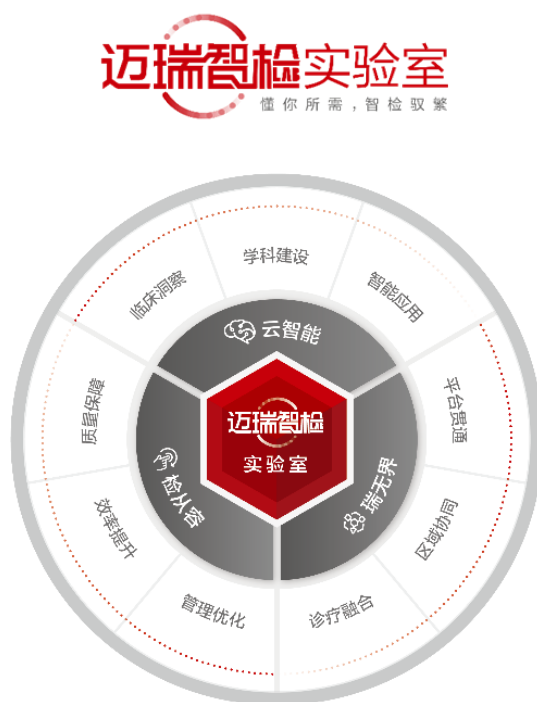 迈瑞智检实验室
懂你所需,智检驭繁
学科建设
智能应用
临床洞察
云智能
平台贯通
质量保障
迈瑞智检
实验室
检从容
瑞无界
效率提升
区域协同
管理优化
诊疗融合